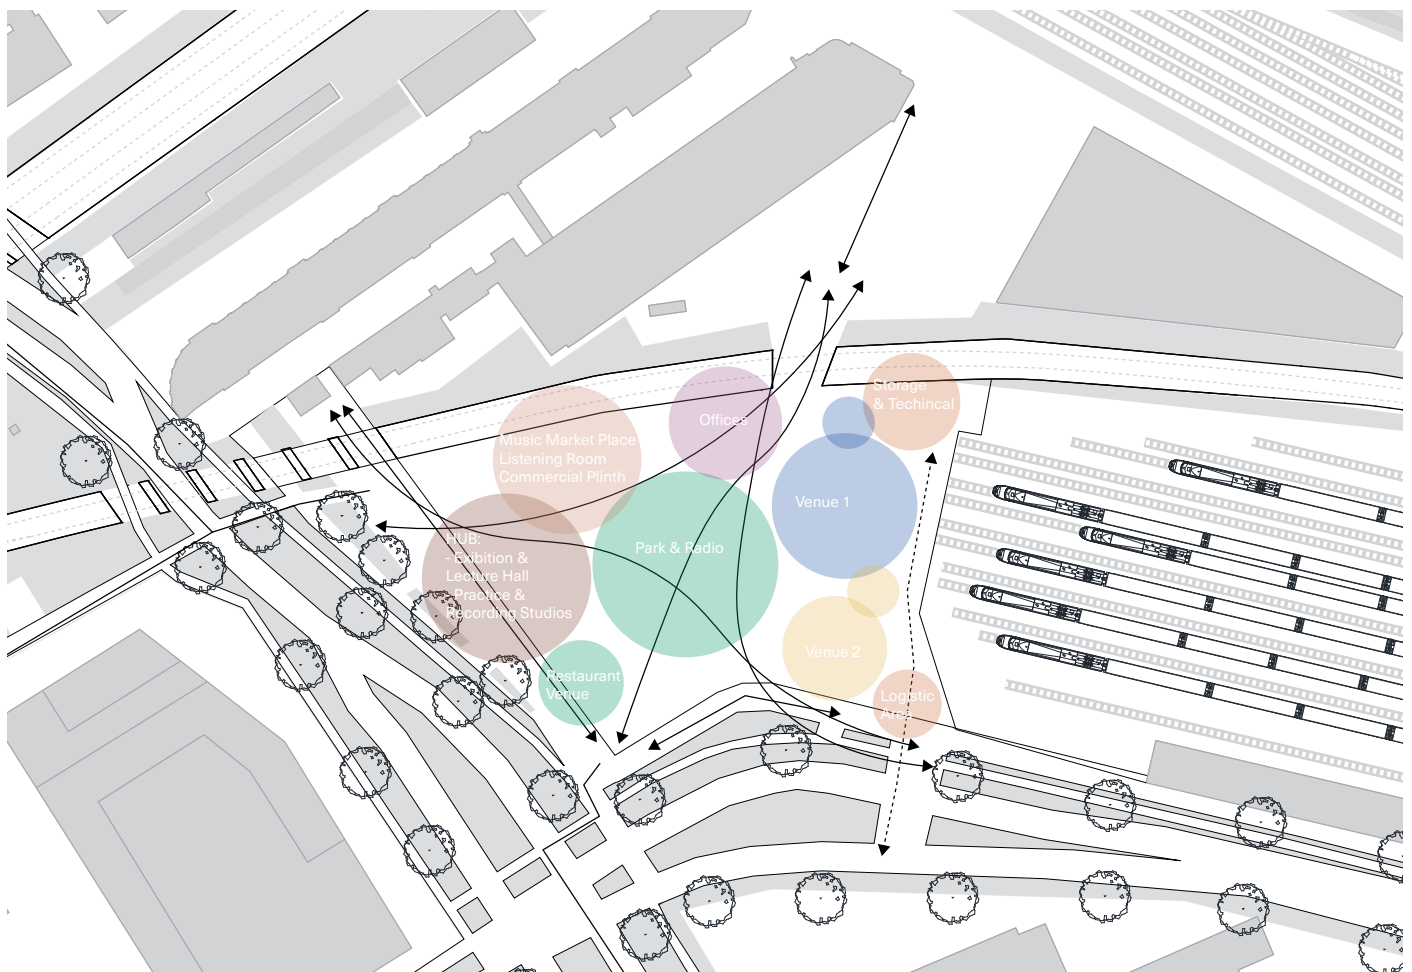 Storage
& Techincal
Offices
Music Market Place
Listening Room
Commercial Plinth
Venue 1
HUB:
- Exibition &
Lecture Hall
- Practice &
Recording Studios
Park & Radio
Venue 2
Restaurant
Venue
Logistic
Area